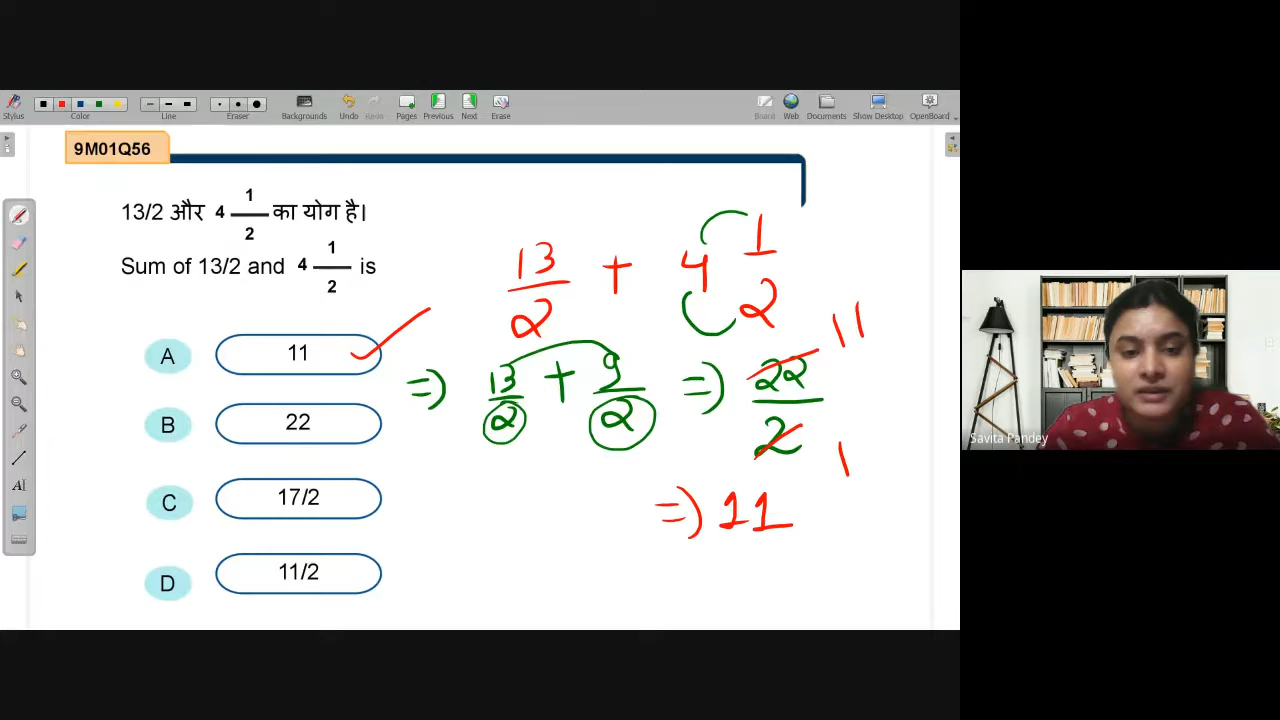 Stylus Color Line Eraser Backgrounds Undo Redo Pages Previous Next Erase Board Web Documents Show Desktop OpenBoard
9M01Q56
13/2 और 4 1/2 का योग है।
Sum of 13/2 and 4 1/2 is
A 11
B 22
C 17/2
D 11/2
13/2 + 4 1/2
=> 13/2 + 9/2 => 22/2 11 1
=> 11
Savita Pandey